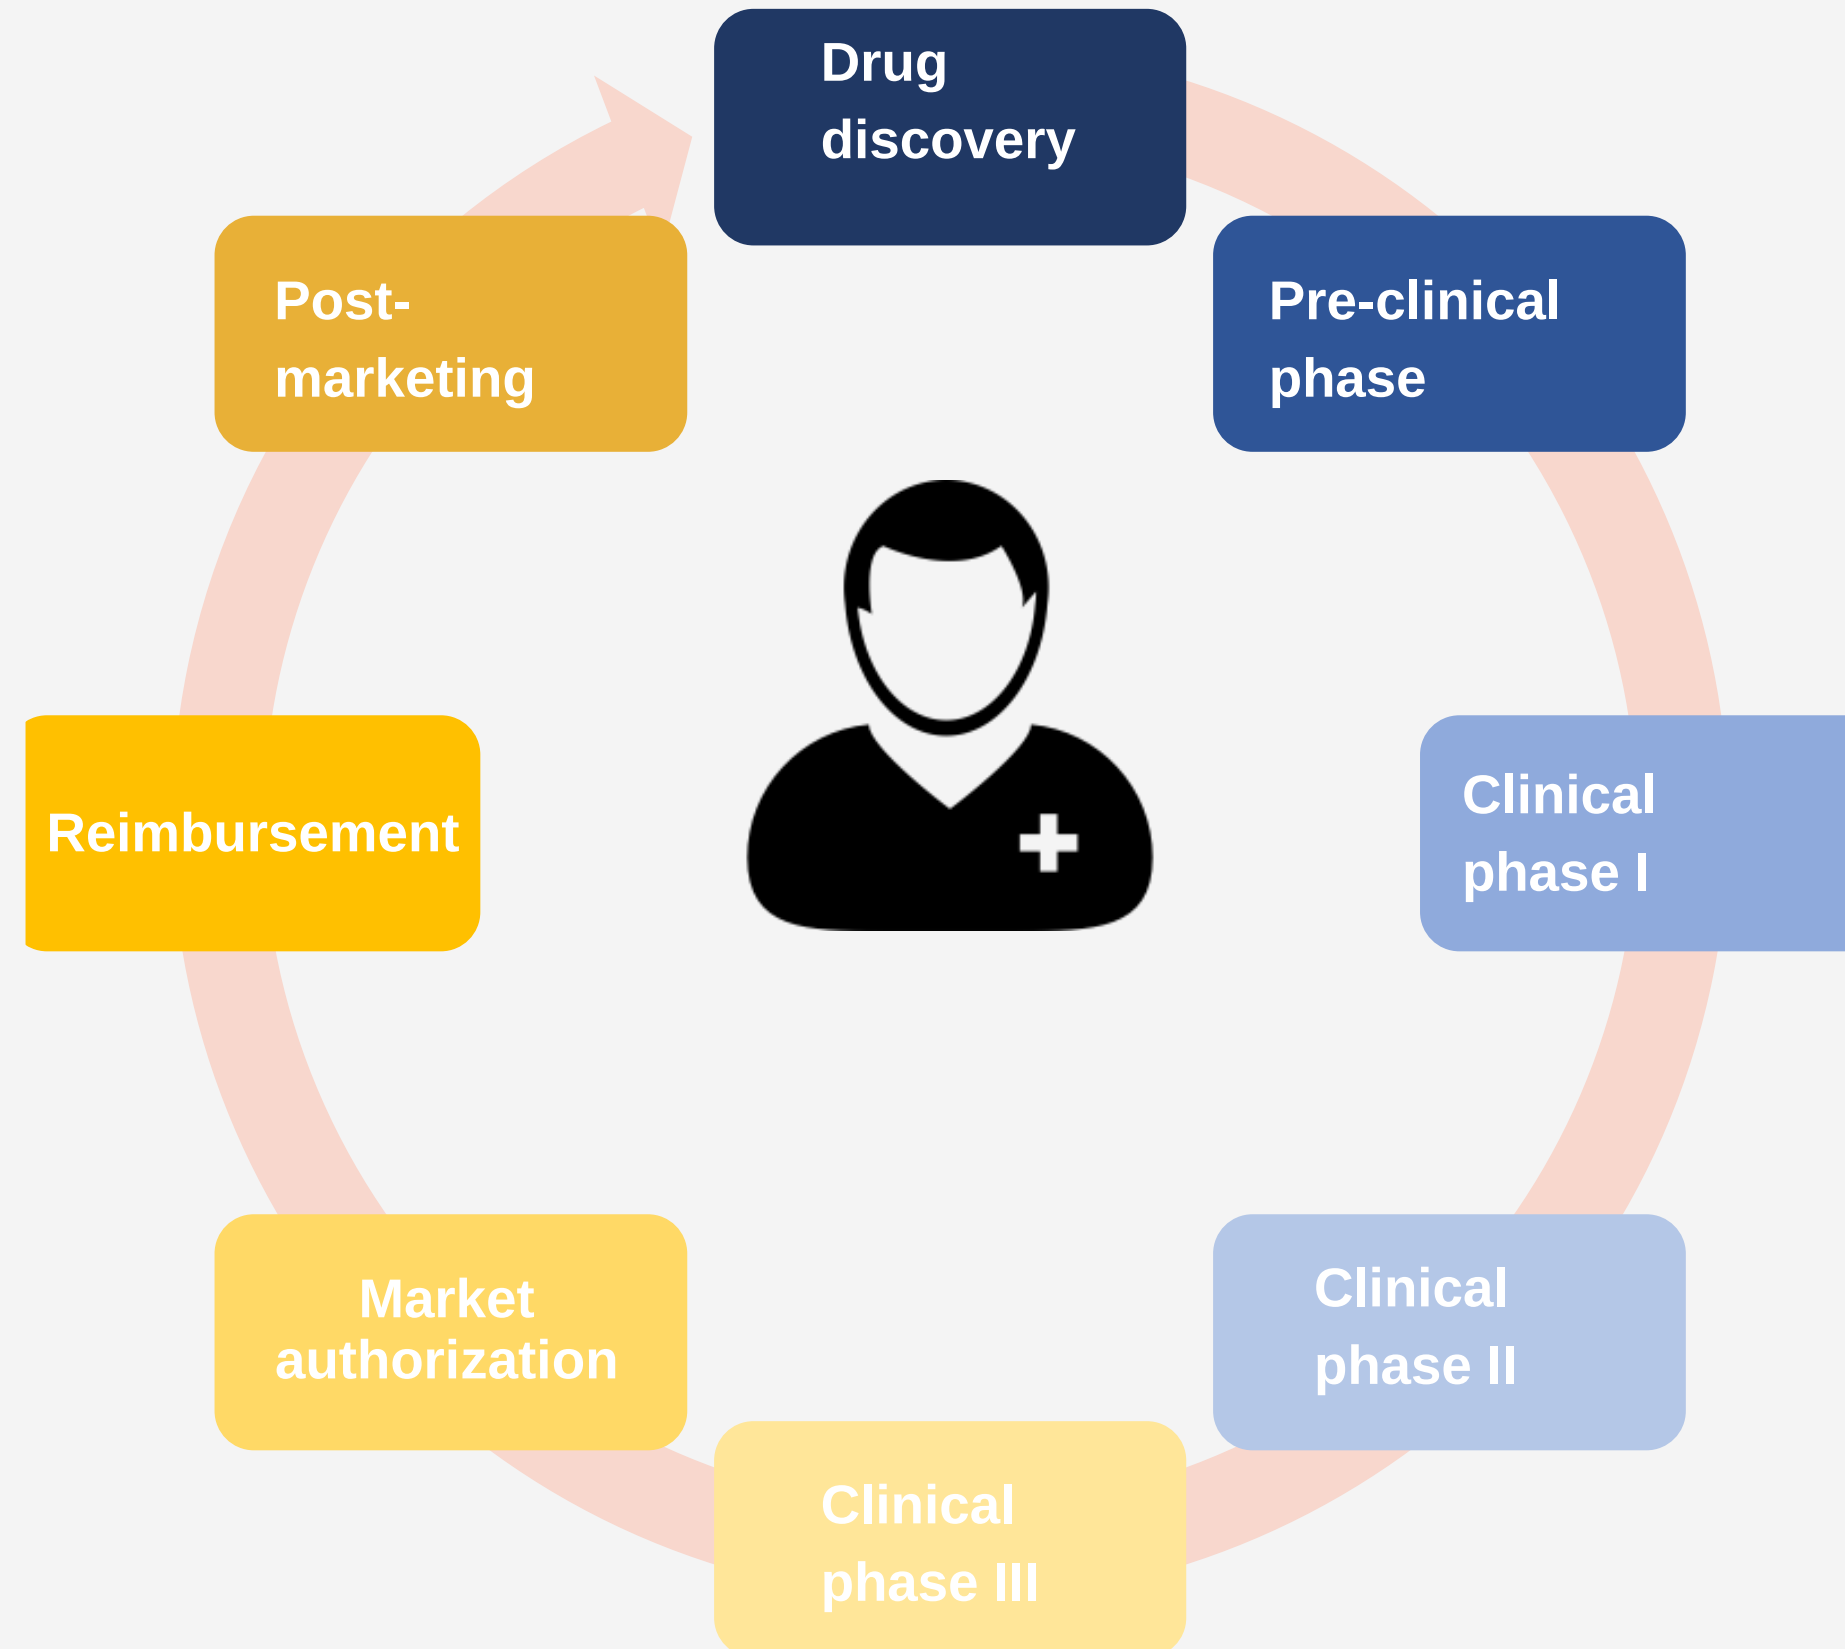 Drug
discovery
Pre-clinical
phase
Clinical
phase I
Clinical
phase II
Clinical
phase III
Market
authorization
Reimbursement
Post-
marketing